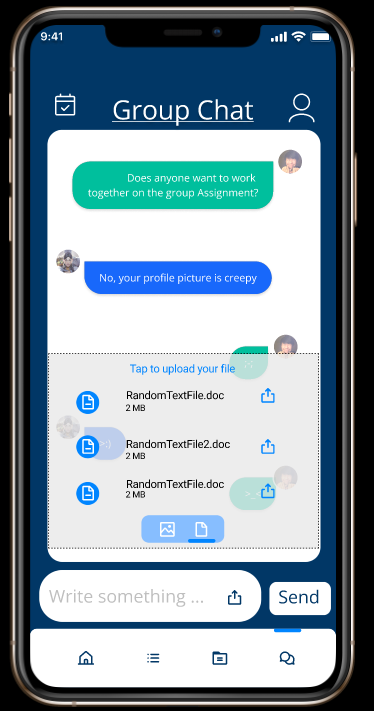 9:41
Group Chat
Does anyone want to work
together on the group Assignment?
No, your profile picture is creepy
Tap to upload your file
RandomTextFile.doc
2 MB
RandomTextFile2.doc
2 MB
RandomTextFile.doc
2 MB
Write something ...
Send